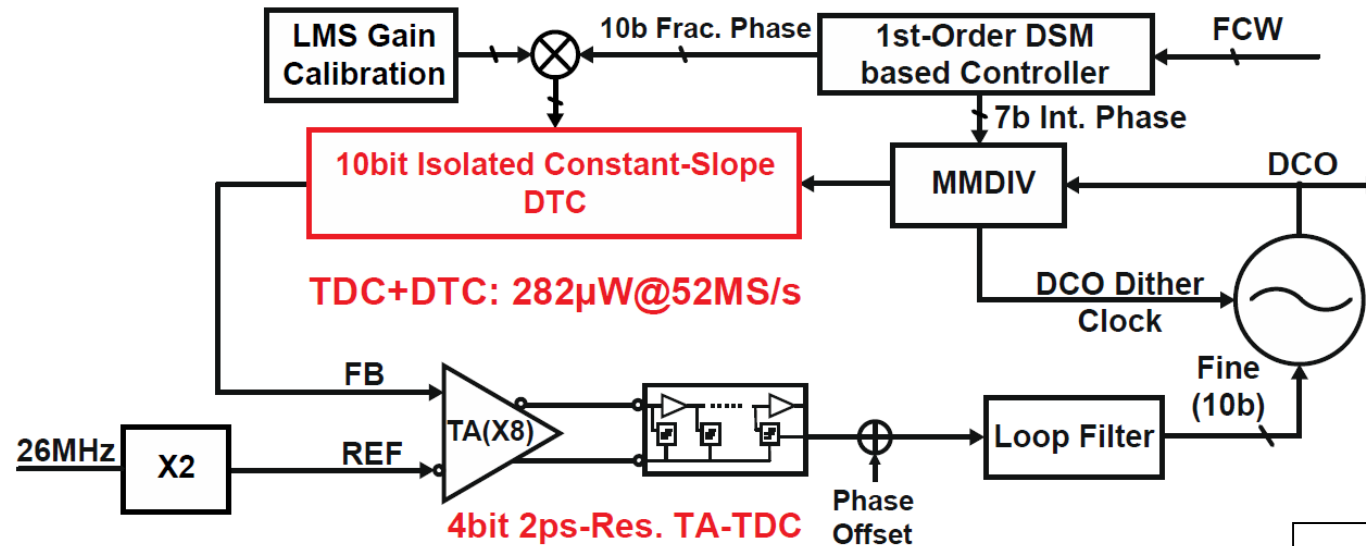 LMS Gain
Calibration
10b Frac. Phase
1st-Order DSM
based Controller
FCW
7b Int. Phase
10bit Isolated Constant-Slope
DTC
MMDIV
DCO
TDC+DTC: 282μW@52MS/s
DCO Dither
Clock
FB
Fine
(10b)
26MHz
X2
REF
TA(X8)
Loop Filter
4bit 2ps-Res. TA-TDC
Phase
Offset